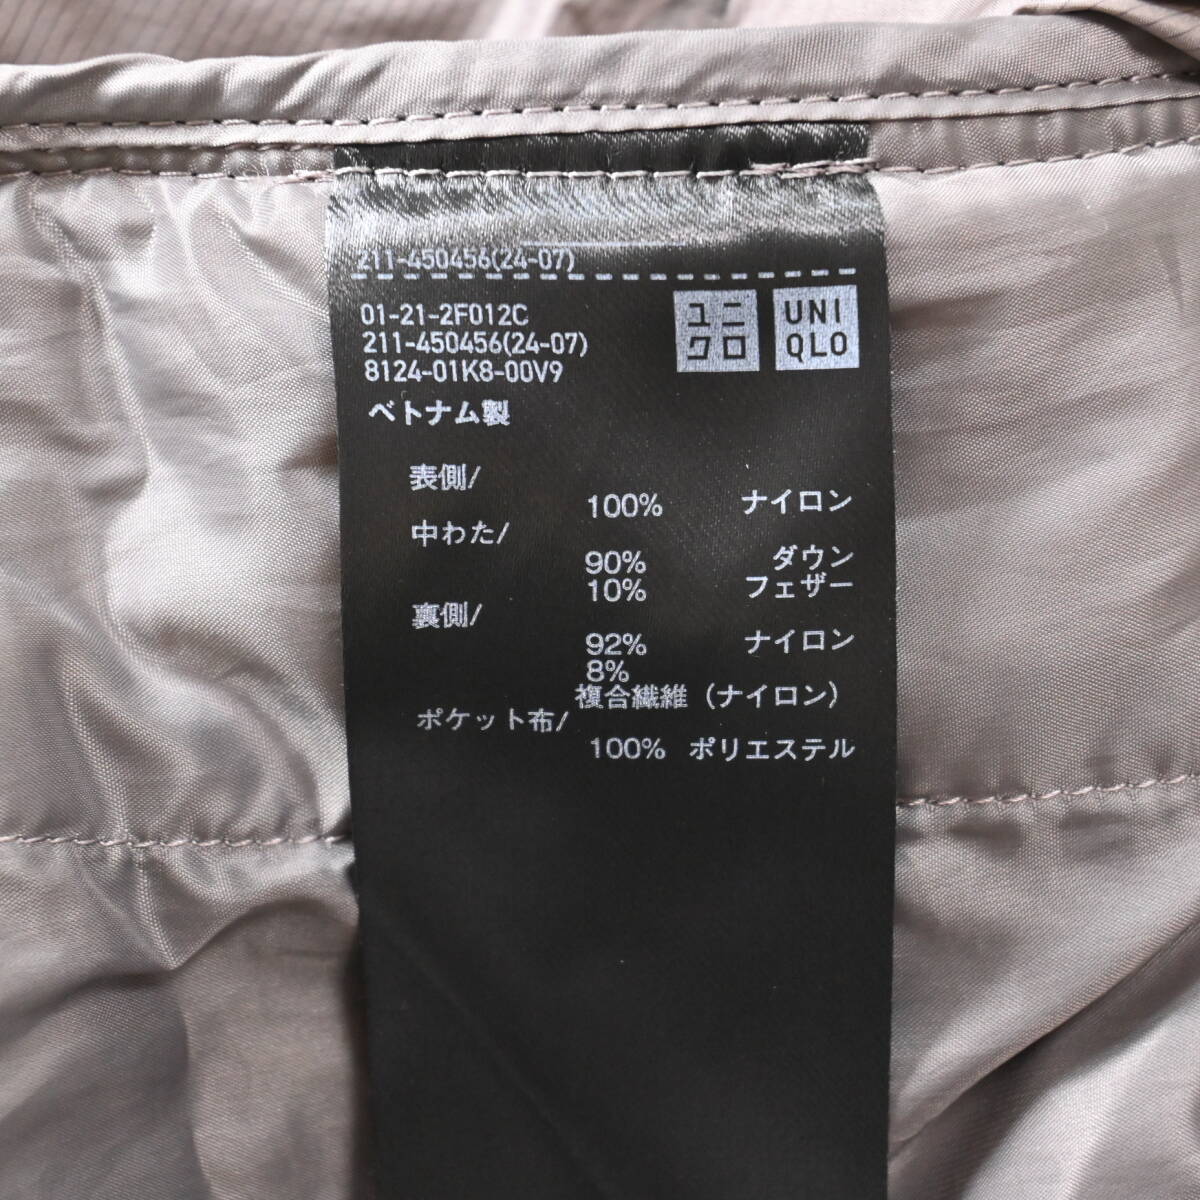 211-450456(24-07)
01-21-2F012C
211-450456(24-07)
8124-01K8-00V9
ユニ
クロ
UNI
QLO
ベトナム製
表側/
100% ナイロン
中わた/
90% ダウン
10% フェザー
裏側/
92% ナイロン
8%
複合繊維（ナイロン）
ポケット布/
100% ポリエステル